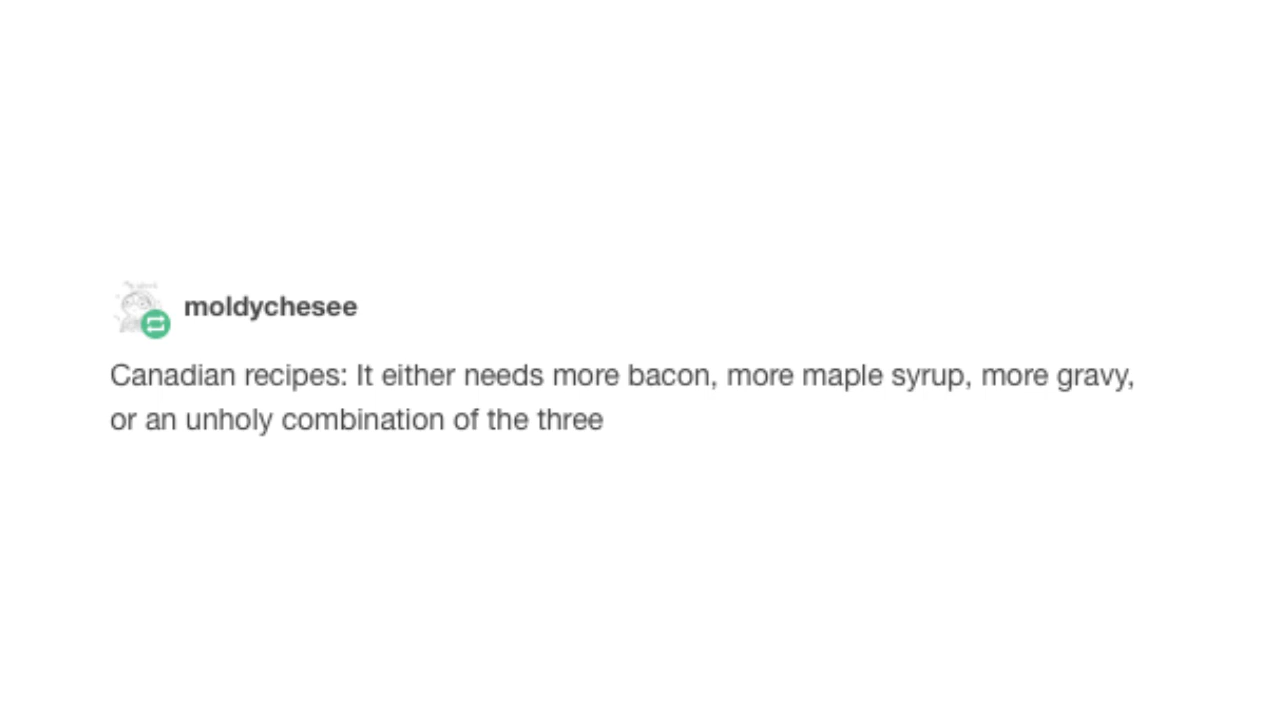 moldychesee
Canadian recipes: It either needs more bacon, more maple syrup, more gravy,
or an unholy combination of the three